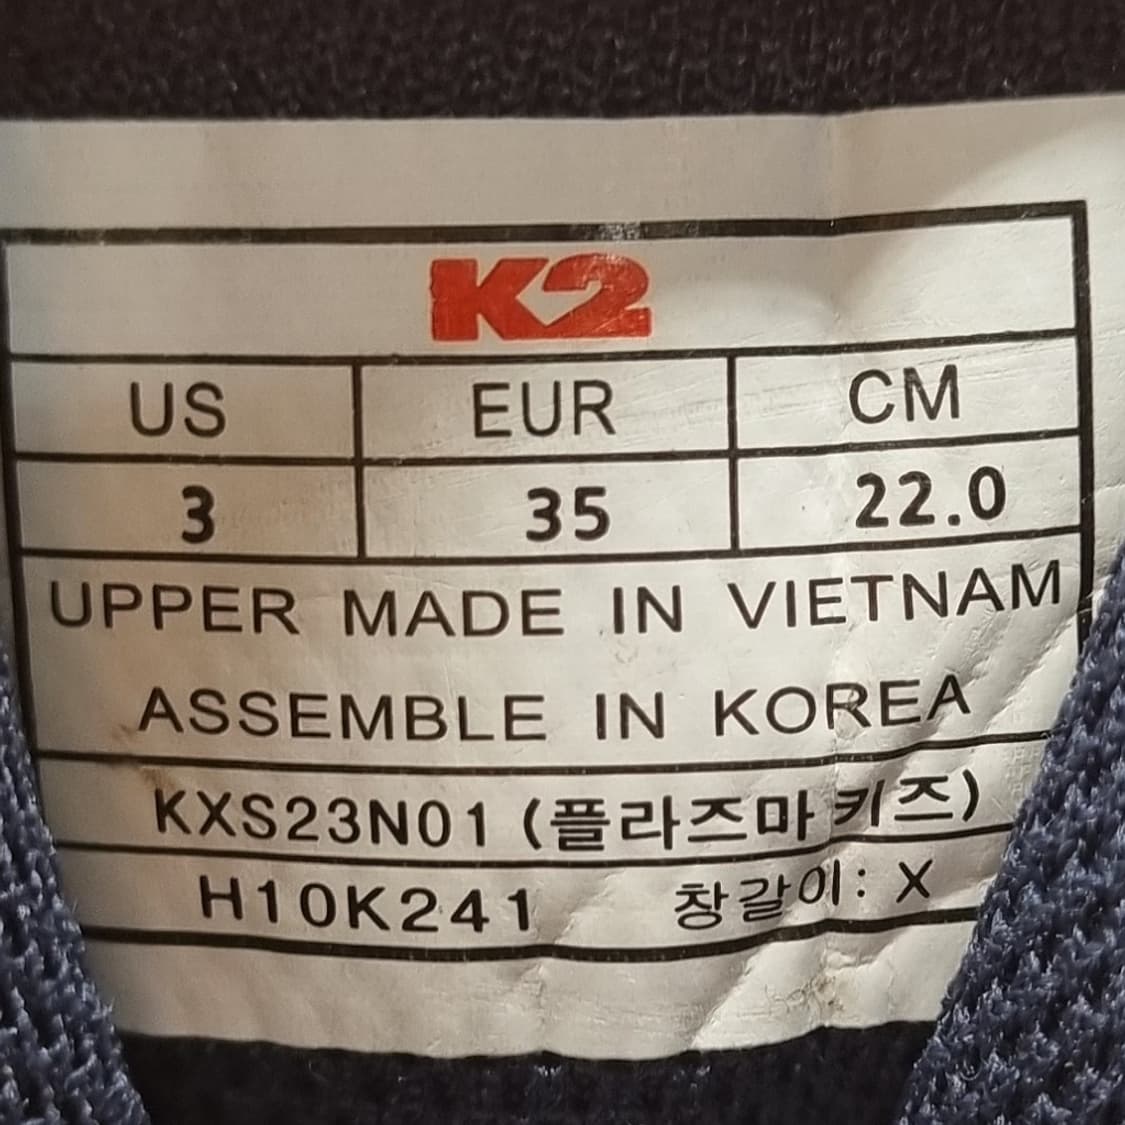 K2
US EUR CM
3 35 22.0
UPPER MADE IN VIETNAM
ASSEMBLE IN KOREA
KXS23N01 (플라즈마 키즈)
H10K241 창갈이: X